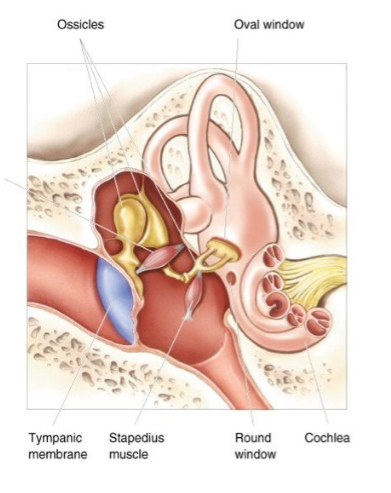 Ossicles
Oval window
Tympanic
membrane
Stapedius
muscle
Round
window
Cochlea